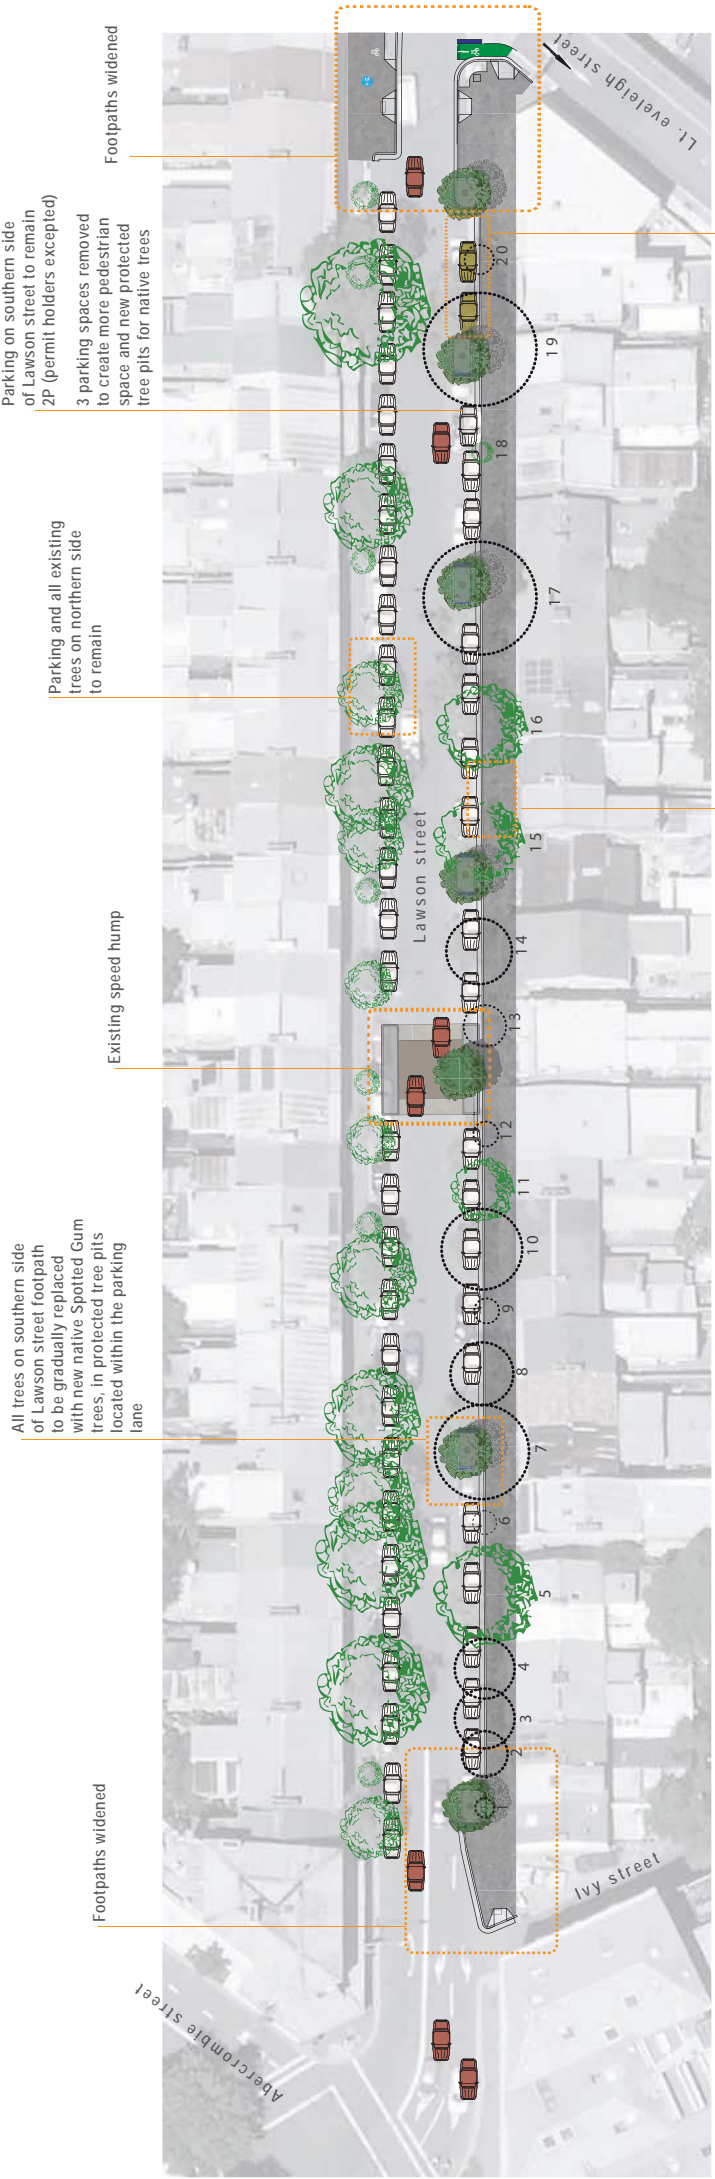 Footpaths widened
All trees on southern side
of Lawson street footpath
to be gradually replaced
with new native Spotted Gum
trees, in protected tree pits
located within the parking
lane
Existing speed hump
Parking and all existing
trees on northern side
to remain
Parking on southern side
of Lawson street to remain
2P (permit holders excepted)
3 parking spaces removed
to create more pedestrian
space and new protected
tree pits for native trees
Footpaths widened
Abercrombie street
Ivy street
Lawson street
Lt. eveleigh street
1
2
3
4
5
6
7
8
9
10
11
12
13
14
15
16
17
18
19
20